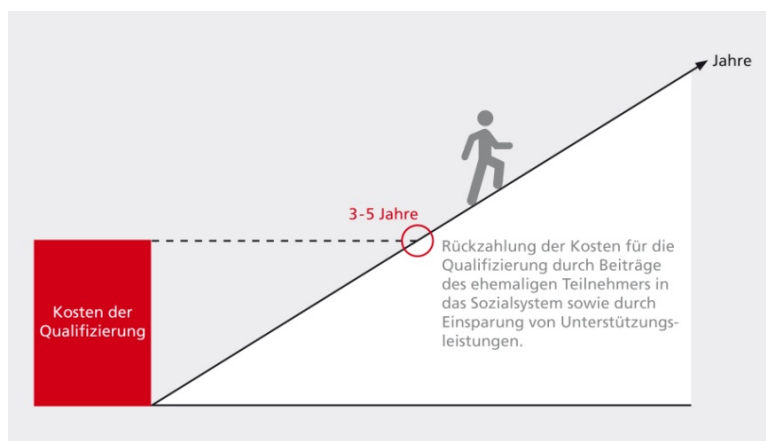 Jahre
3-5 Jahre
Rückzahlung der Kosten für die
Qualifizierung durch Beiträge
des ehemaligen Teilnehmers in
das Sozialsystem sowie durch
Einsparung von Unterstützungs-
leistungen.
Kosten der
Qualifizierung